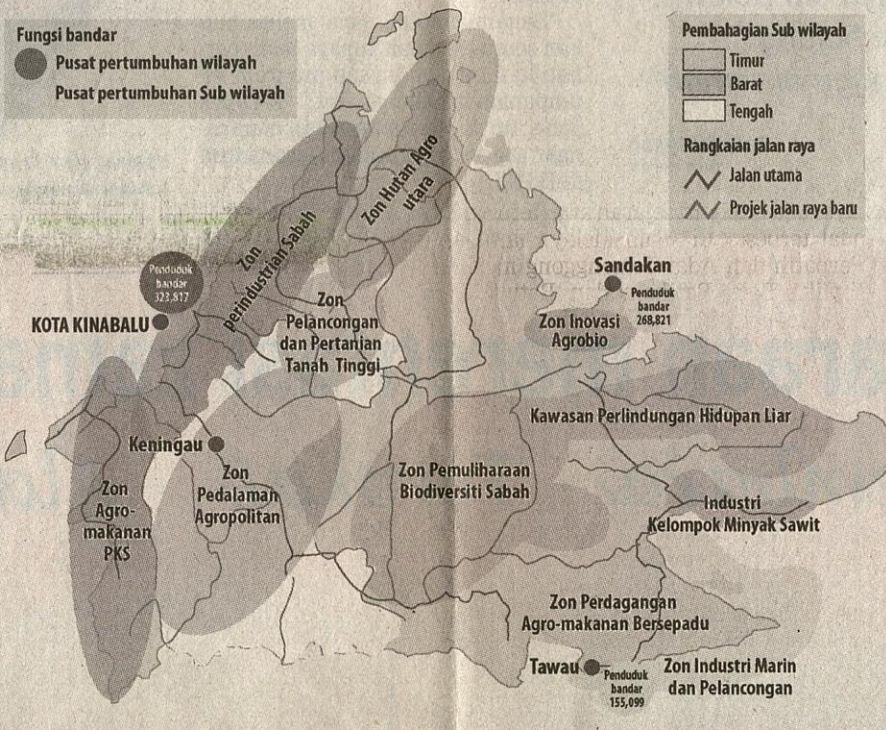 Fungsi bandar
Pusat pertumbuhan wilayah
Pusat pertumbuhan Sub wilayah
Pembahagian Sub wilayah
Timur
Barat
Tengah
Rangkaian jalan raya
Jalan utama
Projek jalan raya baru
Zon Hutan Agro
utara
Zon
perindustrian Sabah
Penduduk
bandar
323,817
KOTA KINABALU
Zon
Pelancongan
dan Pertanian
Tanah Tinggi
Sandakan
Penduduk
bandar
268,821
Zon Inovasi
Agrobio
Kawasan Perlindungan Hidupan Liar
Keningau
Zon
Pedalaman
Agropolitan
Zon Pemuliharaan
Biodiversiti Sabah
Zon
Agro-
makanan
PKS
Industri
Kelompok Minyak Sawit
Zon Perdagangan
Agro-makanan Bersepadu
Tawau
Penduduk
bandar
155,099
Zon Industri Marin
dan Pelancongan